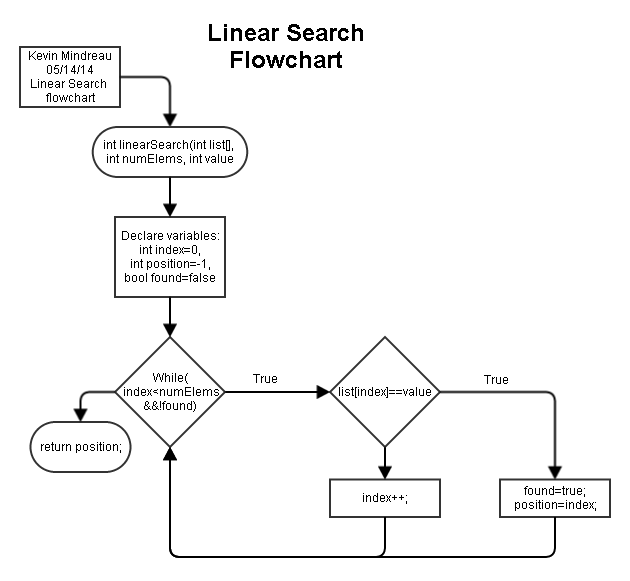 Linear Search
Flowchart
Kevin Mindreau
05/14/14
Linear Search
flowchart
int linearSearch(int list[],
int numElems, int value
Declare variables:
int index=0,
int position=-1,
bool found=false
While(
index<numElems
&&!found)
True
list[index]==value
True
return position;
index++;
found=true;
position=index;